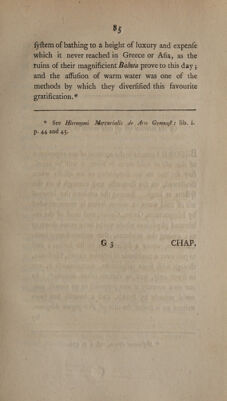 85
ſyſtem of bathing to a height of luxury and expenſe
which it never reached in Greece or Aſia, as the
ruins of their magnificient Balnea prove to this day;
and the affuſion of warm water was one of the
methods by which they diverſified this favourite
gratification.*
* See Hieronymi Mercurialis de Arte Gymnaſt: lib. i.
p. 44 and 45.
G 3 CHAP.